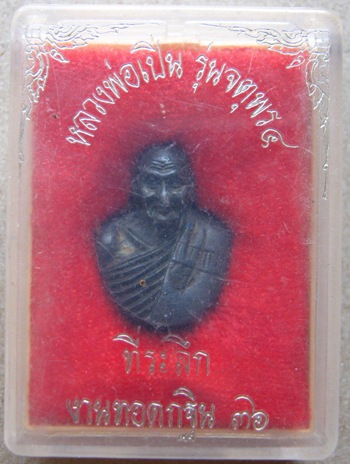 หลวงพ่อเปิ่น รุ่นจตุพร๔
ที่ระลึก
งานทอดกฐิน ๓๖